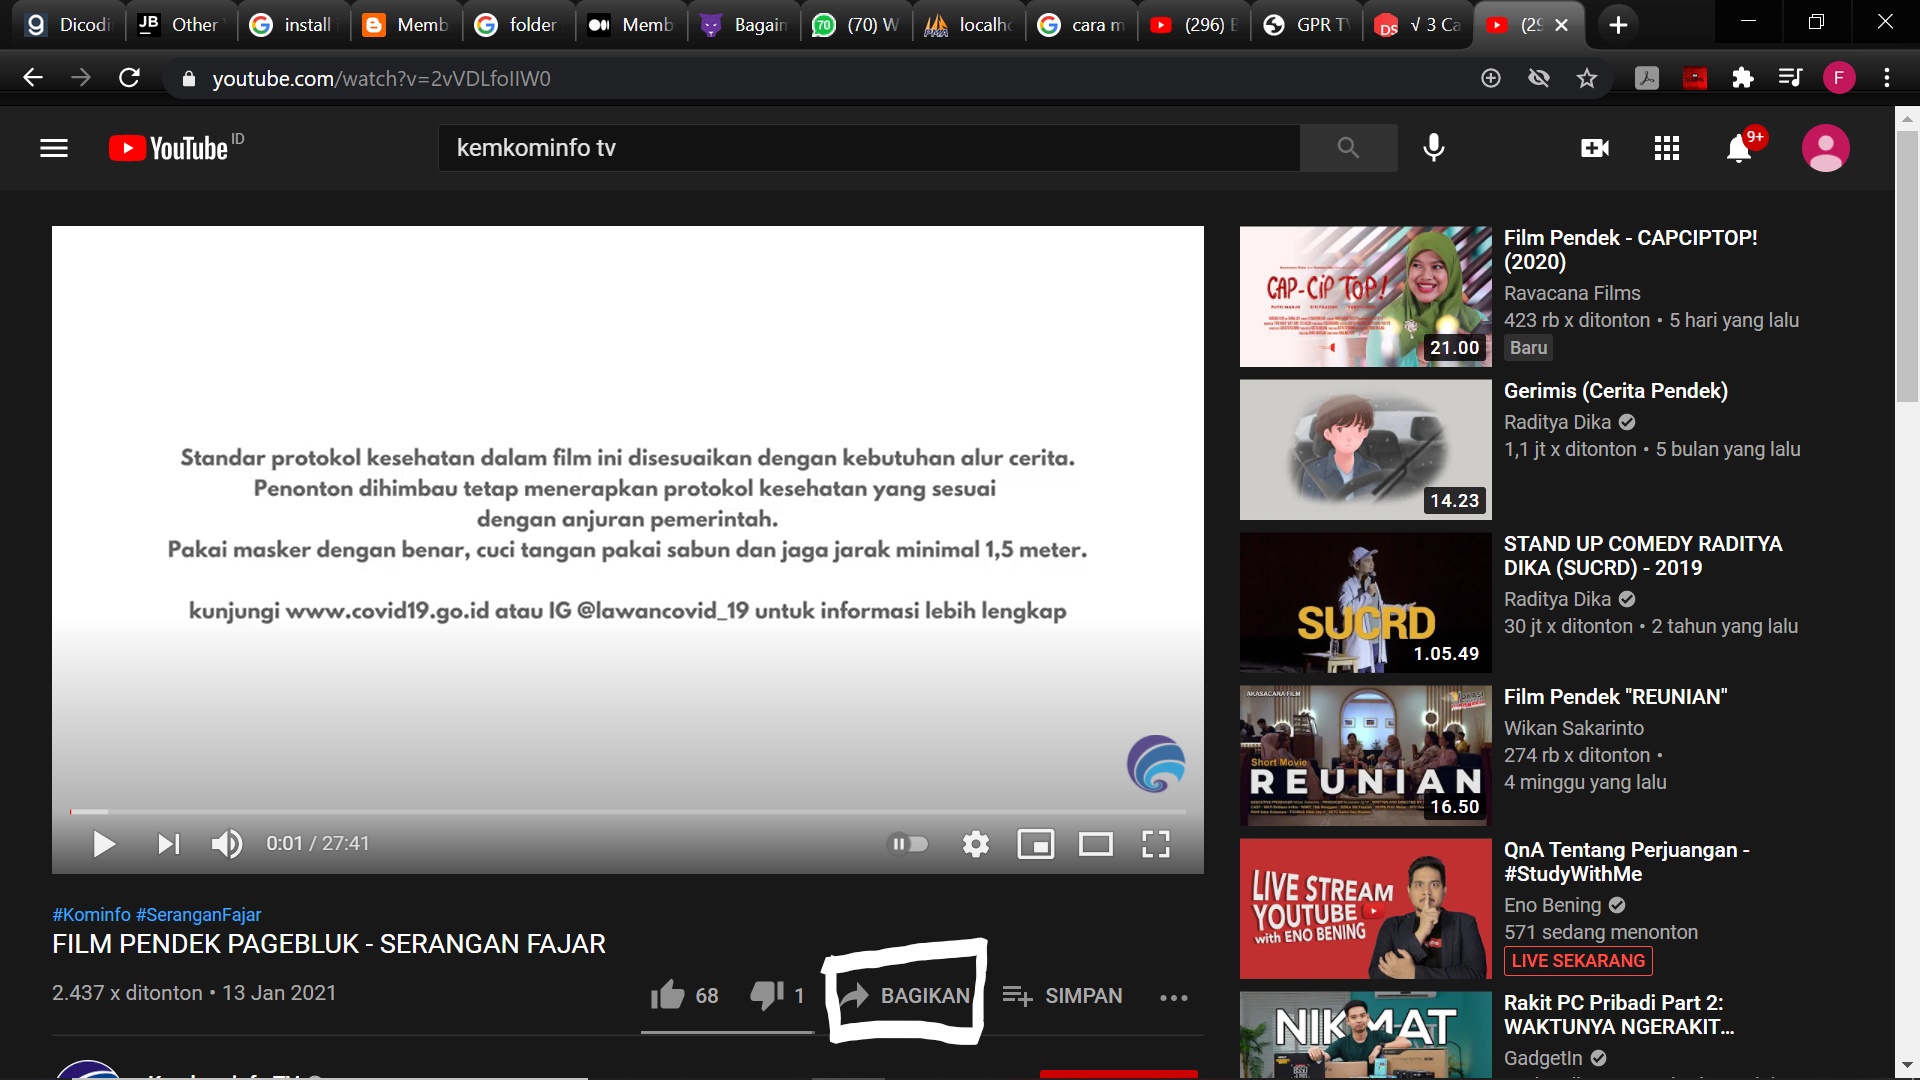 Dicodi
Other
install
Memb
folder
Memb
Bagain
(70) W
localho
cara m
(296)
GPR TV
√ 3 Ca
youtube.com/watch?v=2vVDLfoIIW0
F
YouTube ID
kemkominfo tv
9+
Standar protokol kesehatan dalam film ini disesuaikan dengan kebutuhan alur cerita.
Penonton dihimbau tetap menerapkan protokol kesehatan yang sesuai
dengan anjuran pemerintah.
Pakai masker dengan benar, cuci tangan pakai sabun dan jaga jarak minimal 1,5 meter.
kunjungi www.covid19.go.id atau IG @lawancovid_19 untuk informasi lebih lengkap
0:01 / 27:41
#Kominfo #SeranganFajar
FILM PENDEK PAGEBLUK - SERANGAN FAJAR
2.437 x ditonton • 13 Jan 2021
68
1
BAGIKAN
SIMPAN
CAP-CIP TOP!
21.00
Film Pendek - CAPCIPTOP!
(2020)
Ravacana Films
423 rb x ditonton • 5 hari yang lalu
Baru
14.23
Gerimis (Cerita Pendek)
Raditya Dika
1,1 jt x ditonton • 5 bulan yang lalu
SUCRD
1.05.49
STAND UP COMEDY RADITYA
DIKA (SUCRD) - 2019
Raditya Dika
30 jt x ditonton • 2 tahun yang lalu
AKASACARA FILM
Short Movie
REUNIAN
16.50
Film Pendek "REUNIAN"
Wikan Sakarinto
274 rb x ditonton •
4 minggu yang lalu
LIVE STREAM
YOUTUBE
with ENO BENING
QnA Tentang Perjuangan -
#StudyWithMe
Eno Bening
571 sedang menonton
LIVE SEKARANG
NIKMAT
Rakit PC Pribadi Part 2:
WAKTUNYA NGERAKIT...
GadgetIn